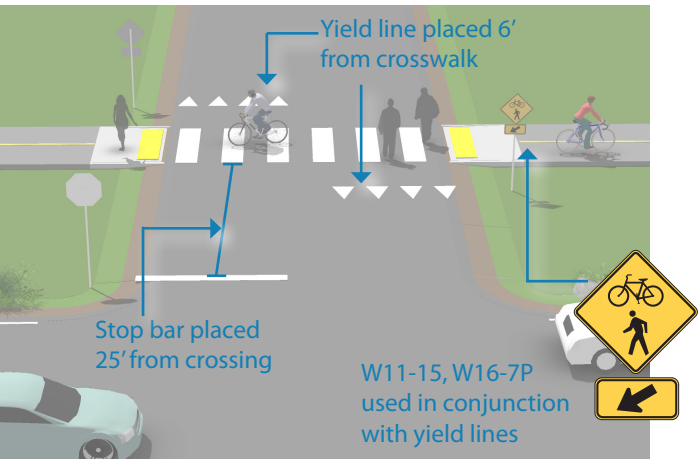 Yield line placed 6’
from crosswalk
Stop bar placed
25’ from crossing
W11-15, W16-7P
used in conjunction
with yield lines